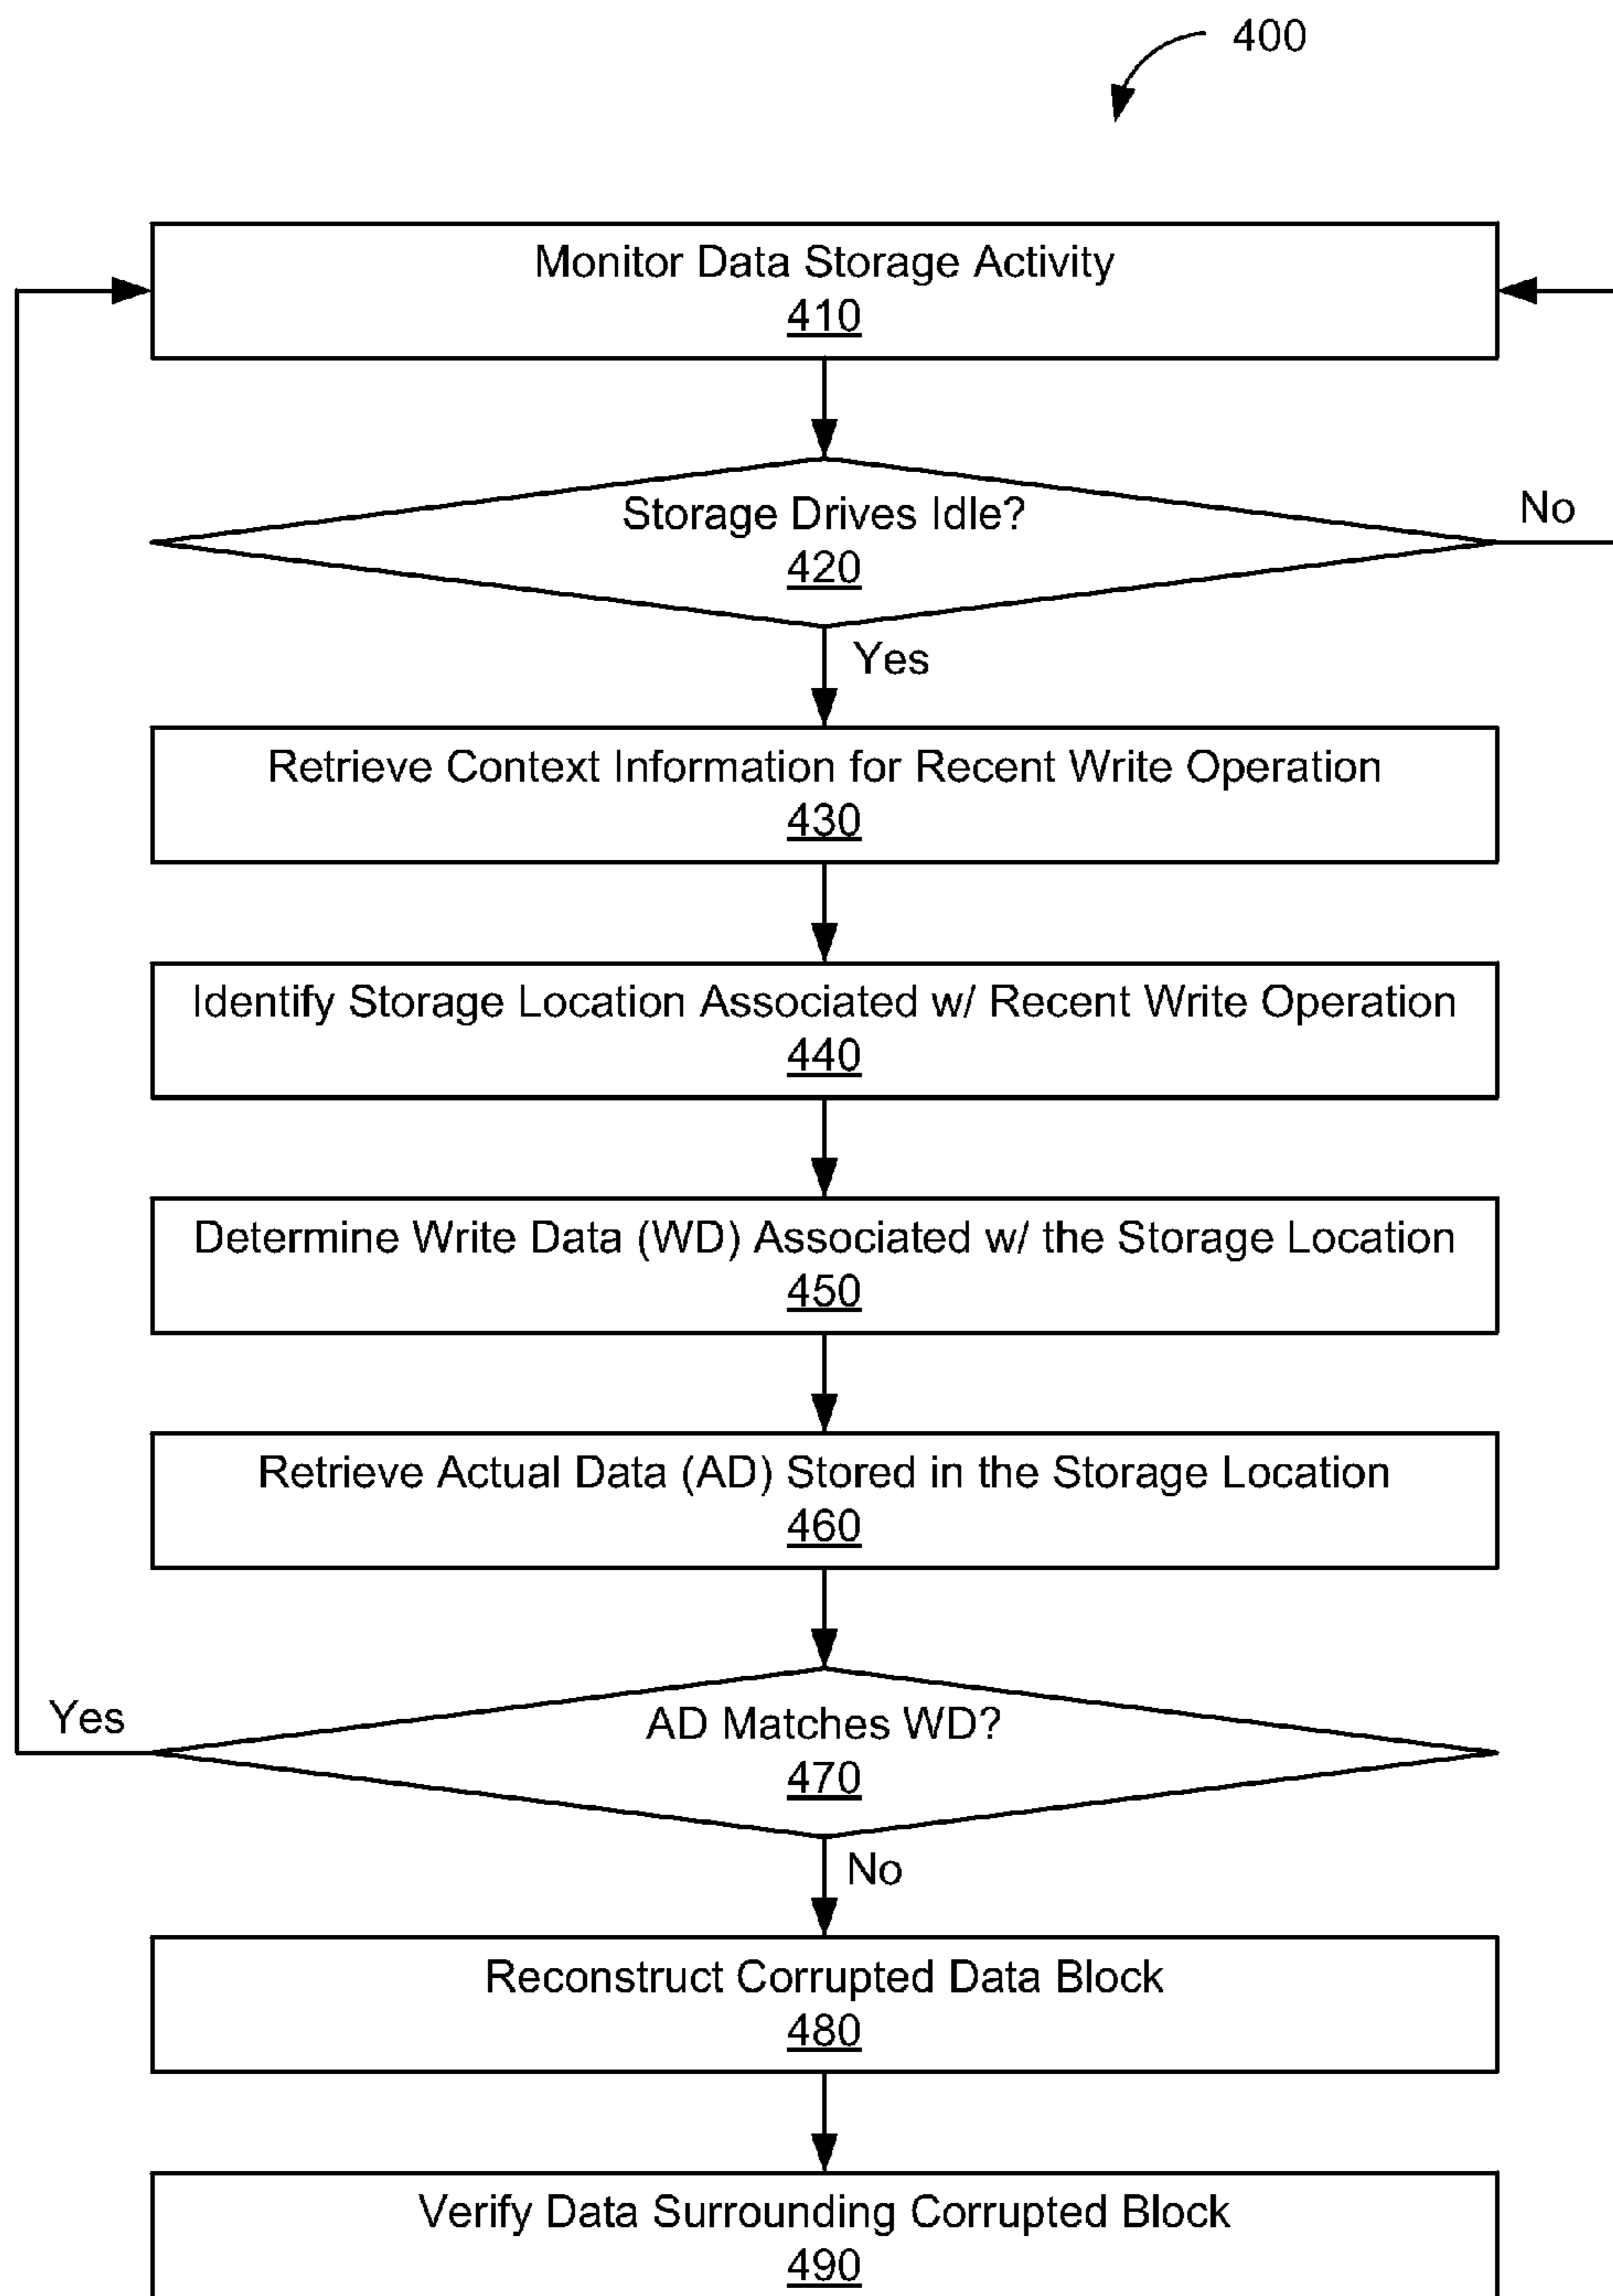 400
Monitor Data Storage Activity
410
Storage Drives Idle?
420
No
Yes
Retrieve Context Information for Recent Write Operation
430
Identify Storage Location Associated w/ Recent Write Operation
440
Determine Write Data (WD) Associated w/ the Storage Location
450
Retrieve Actual Data (AD) Stored in the Storage Location
460
Yes
AD Matches WD?
470
No
Reconstruct Corrupted Data Block
480
Verify Data Surrounding Corrupted Block
490